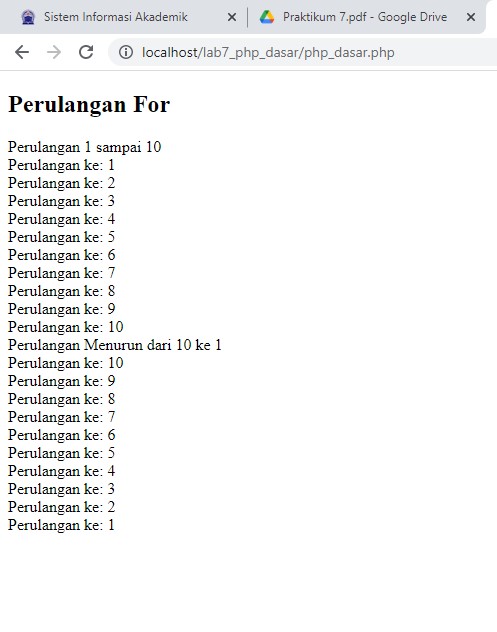 Sistem Informasi Akademik
Praktikum 7.pdf - Google Drive
localhost/lab7_php_dasar/php_dasar.php
Perulangan For
Perulangan 1 sampai 10
Perulangan ke: 1
Perulangan ke: 2
Perulangan ke: 3
Perulangan ke: 4
Perulangan ke: 5
Perulangan ke: 6
Perulangan ke: 7
Perulangan ke: 8
Perulangan ke: 9
Perulangan ke: 10
Perulangan Menurun dari 10 ke 1
Perulangan ke: 10
Perulangan ke: 9
Perulangan ke: 8
Perulangan ke: 7
Perulangan ke: 6
Perulangan ke: 5
Perulangan ke: 4
Perulangan ke: 3
Perulangan ke: 2
Perulangan ke: 1